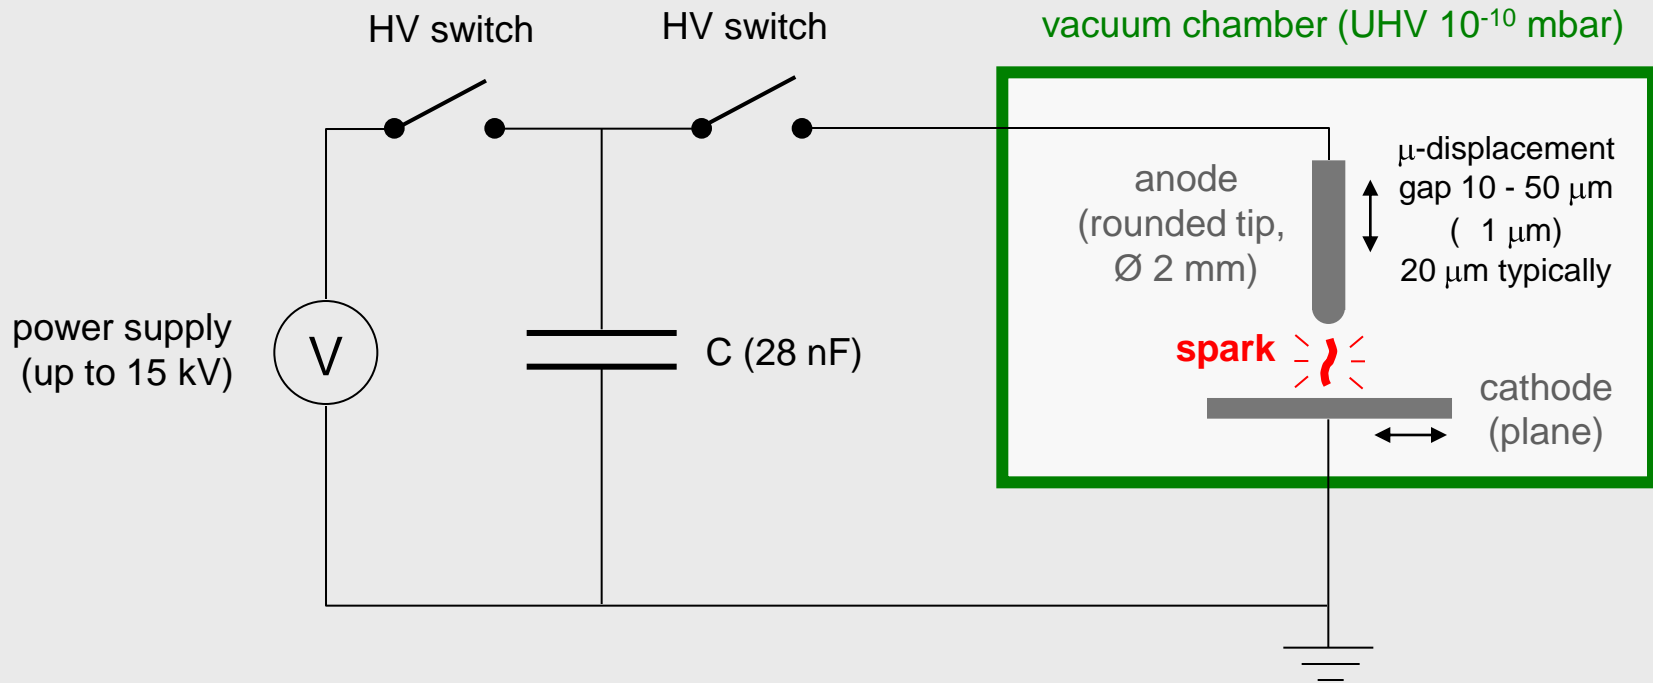 HV switch
HV switch
vacuum chamber (UHV 10⁻¹⁰ mbar)
anode
(rounded tip,
Ø 2 mm)
μ-displacement
gap 10 - 50 μm
( 1 μm)
20 μm typically
power supply
(up to 15 kV)
V
C (28 nF)
spark
cathode
(plane)